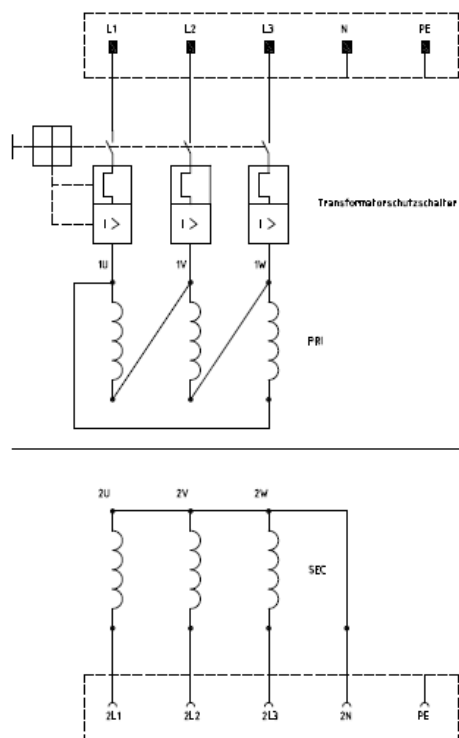 L1 L2 L3 N PE
I> I> I>
Transformatorschutzschalter
1U 1V 1W
PRI
2U 2V 2W
SEC
2L1 2L2 2L3 2N PE